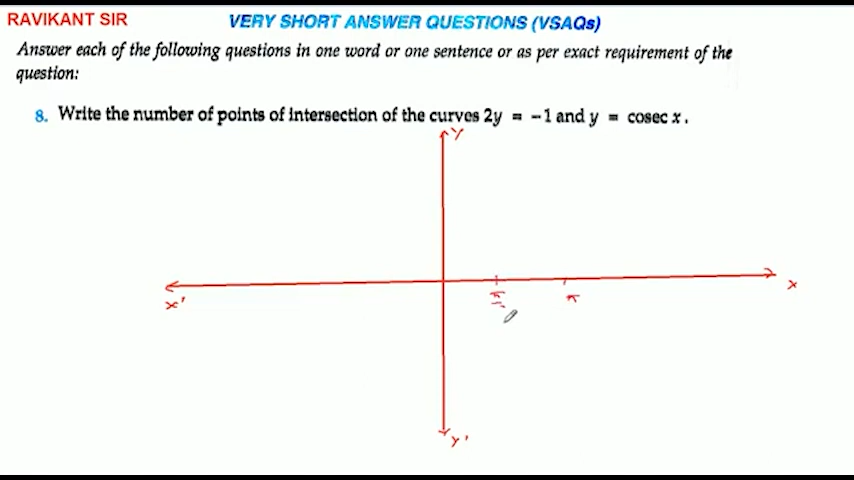 RAVIKANT SIR
VERY SHORT ANSWER QUESTIONS (VSAQs)
Answer each of the following questions in one word or one sentence or as per exact requirement of the
question:
8. Write the number of points of intersection of the curves 2y = −1 and y = cosec x.
Y
X
X'
π/2
π
Y'